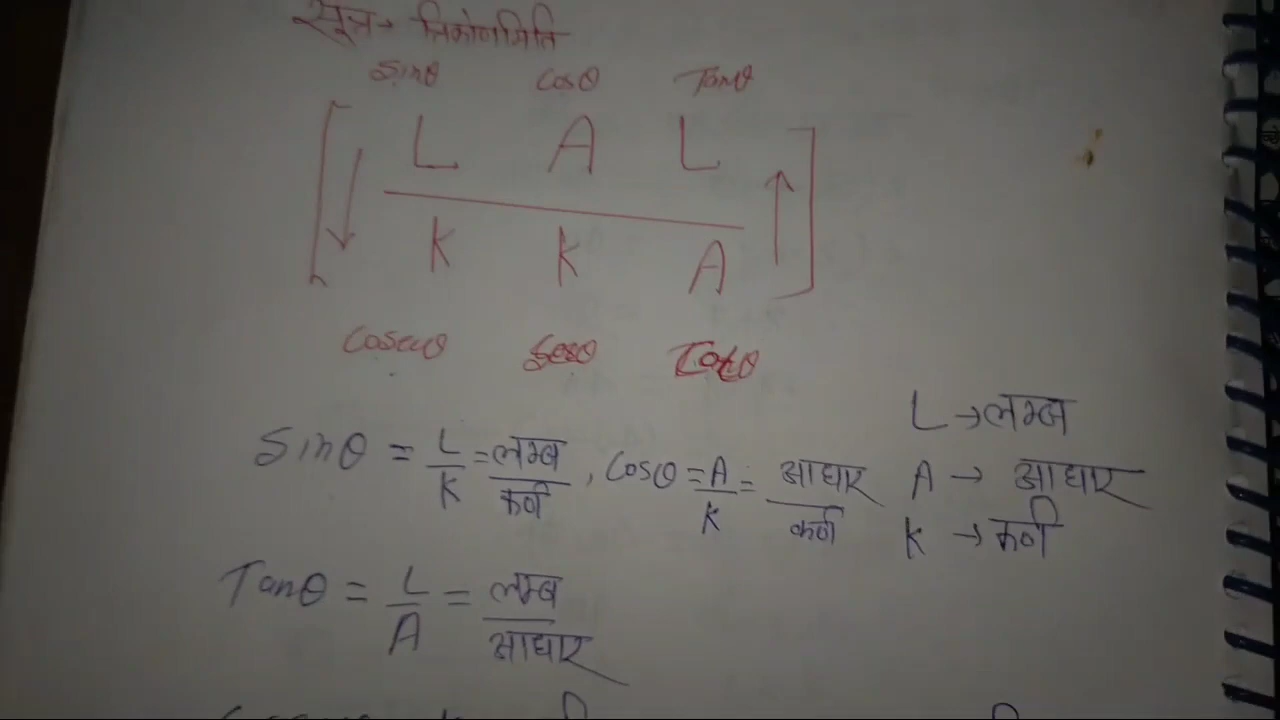 सूत्र → त्रिकोणमिति
Sinθ Cosθ Tanθ
L A L
K K A
Cosecθ Secθ Cotθ
L → लम्ब
Sinθ = L/K = लम्ब/कर्ण , Cosθ = A/K = आधार/कर्ण
A → आधार
K → कर्ण
Tanθ = L/A = लम्ब/आधार